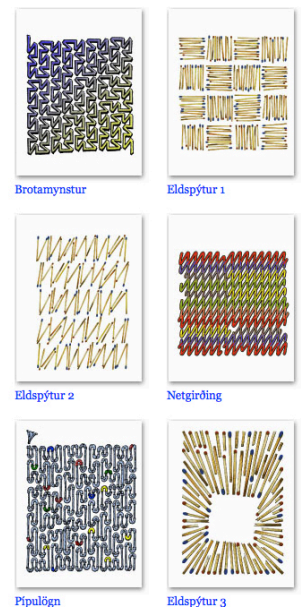 Brotamynstur
Eldspýtur 1
Eldspýtur 2
Netgirðing
Pípulögn
Eldspýtur 3